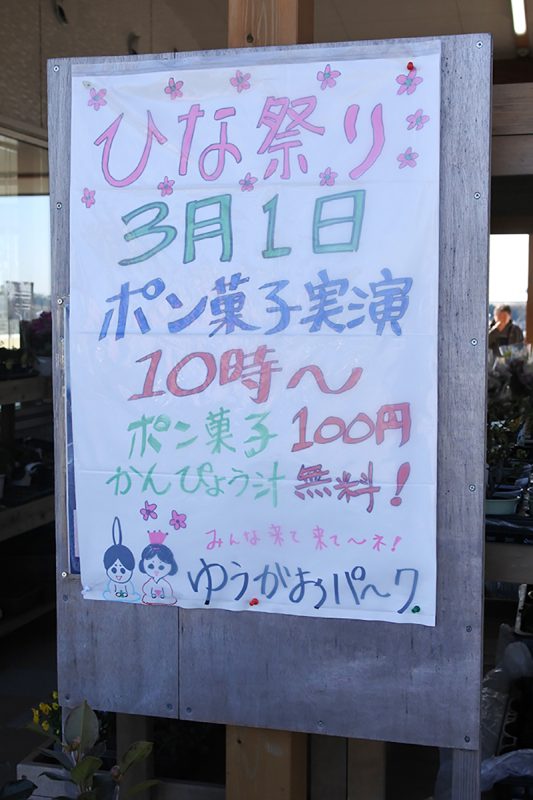 ひな祭り
3月1日
ポン菓子実演
10時～
ポン菓子 100円
かんぴょう汁 無料！
みんな来て来て～ネ！
ゆうがおパーク